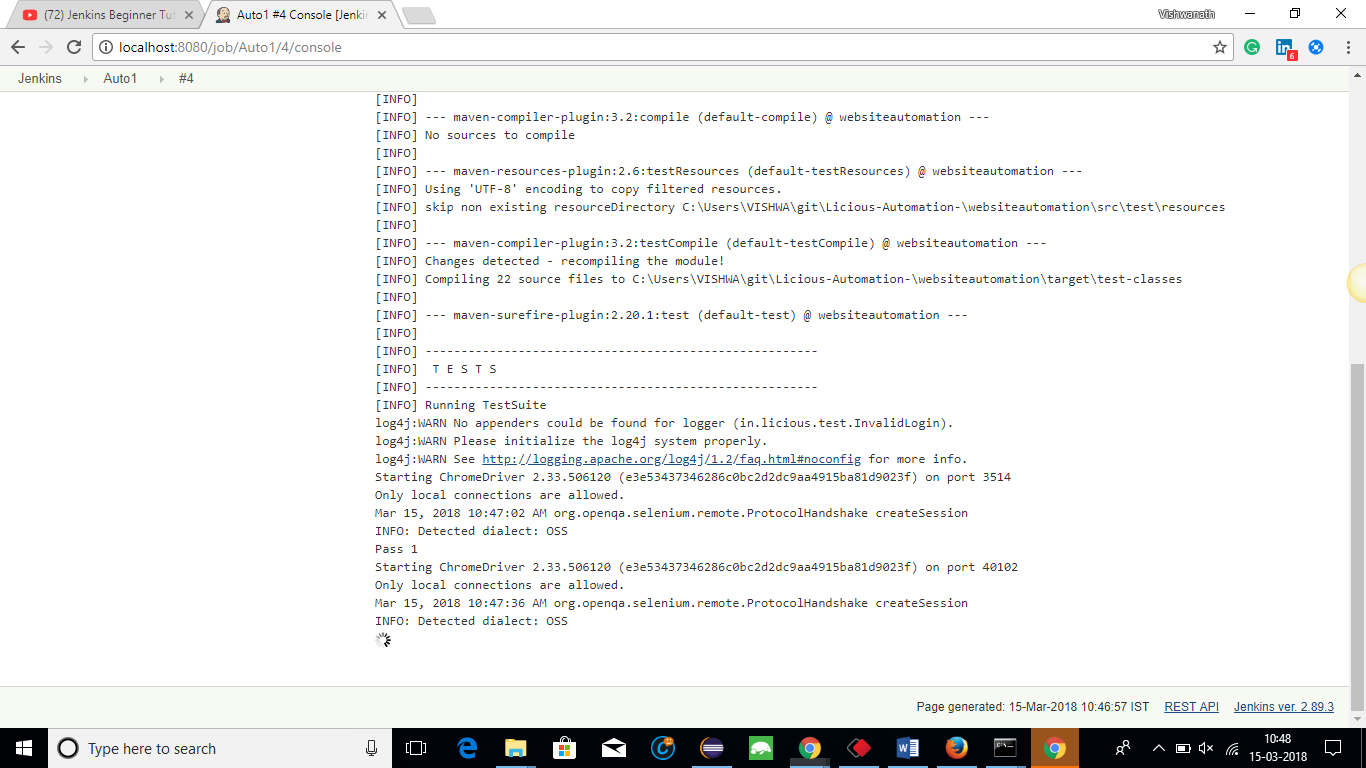 (72) Jenkins Beginner Tut
Auto1 #4 Console [Jenkin
Vishwanath
localhost:8080/job/Auto1/4/console
6
Jenkins Auto1 #4
[INFO]
[INFO] --- maven-compiler-plugin:3.2:compile (default-compile) @ websiteautomation ---
[INFO] No sources to compile
[INFO]
[INFO] --- maven-resources-plugin:2.6:testResources (default-testResources) @ websiteautomation ---
[INFO] Using 'UTF-8' encoding to copy filtered resources.
[INFO] skip non existing resourceDirectory C:\Users\VISHWA\git\Licious-Automation-\websiteautomation\src\test\resources
[INFO]
[INFO] --- maven-compiler-plugin:3.2:testCompile (default-testCompile) @ websiteautomation ---
[INFO] Changes detected - recompiling the module!
[INFO] Compiling 22 source files to C:\Users\VISHWA\git\Licious-Automation-\websiteautomation\target\test-classes
[INFO]
[INFO] --- maven-surefire-plugin:2.20.1:test (default-test) @ websiteautomation ---
[INFO]
[INFO] -------------------------------------------------------
[INFO]  T E S T S
[INFO] -------------------------------------------------------
[INFO] Running TestSuite
log4j:WARN No appenders could be found for logger (in.licious.test.InvalidLogin).
log4j:WARN Please initialize the log4j system properly.
log4j:WARN See http://logging.apache.org/log4j/1.2/faq.html#noconfig for more info.
Starting ChromeDriver 2.33.506120 (e3e53437346286c0bc2d2dc9aa4915ba81d9023f) on port 3514
Only local connections are allowed.
Mar 15, 2018 10:47:02 AM org.openqa.selenium.remote.ProtocolHandshake createSession
INFO: Detected dialect: OSS
Pass 1
Starting ChromeDriver 2.33.506120 (e3e53437346286c0bc2d2dc9aa4915ba81d9023f) on port 40102
Only local connections are allowed.
Mar 15, 2018 10:47:36 AM org.openqa.selenium.remote.ProtocolHandshake createSession
INFO: Detected dialect: OSS
Page generated: 15-Mar-2018 10:46:57 IST REST API Jenkins ver. 2.89.3
Type here to search
10:48
15-03-2018